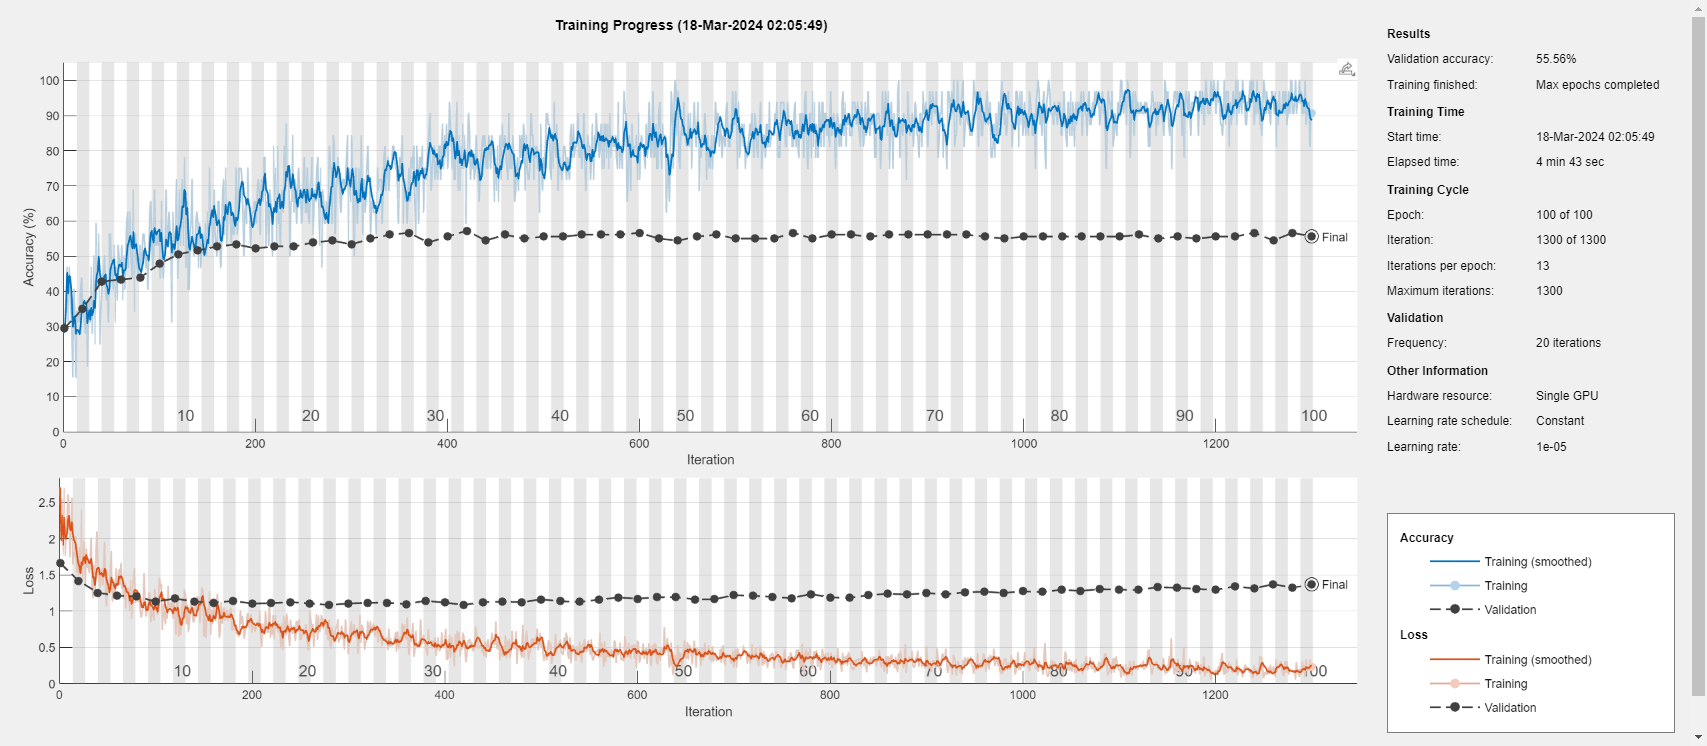 Training Progress (18-Mar-2024 02:05:49)
Accuracy (%)
100
90
80
70
60
50
40
30
20
10
0
Final
10 20 30 40 50 60 70 80 90 100
0 200 400 600 800 1000 1200
Iteration
Loss
2.5
2
1.5
1
0.5
0
Final
10 20 30 40 50 60 70 80 90 100
0 200 400 600 800 1000 1200
Iteration
Results
Validation accuracy: 55.56%
Training finished: Max epochs completed
Training Time
Start time: 18-Mar-2024 02:05:49
Elapsed time: 4 min 43 sec
Training Cycle
Epoch: 100 of 100
Iteration: 1300 of 1300
Iterations per epoch: 13
Maximum iterations: 1300
Validation
Frequency: 20 iterations
Other Information
Hardware resource: Single GPU
Learning rate schedule: Constant
Learning rate: 1e-05
Accuracy
Training (smoothed)
Training
Validation
Loss
Training (smoothed)
Training
Validation